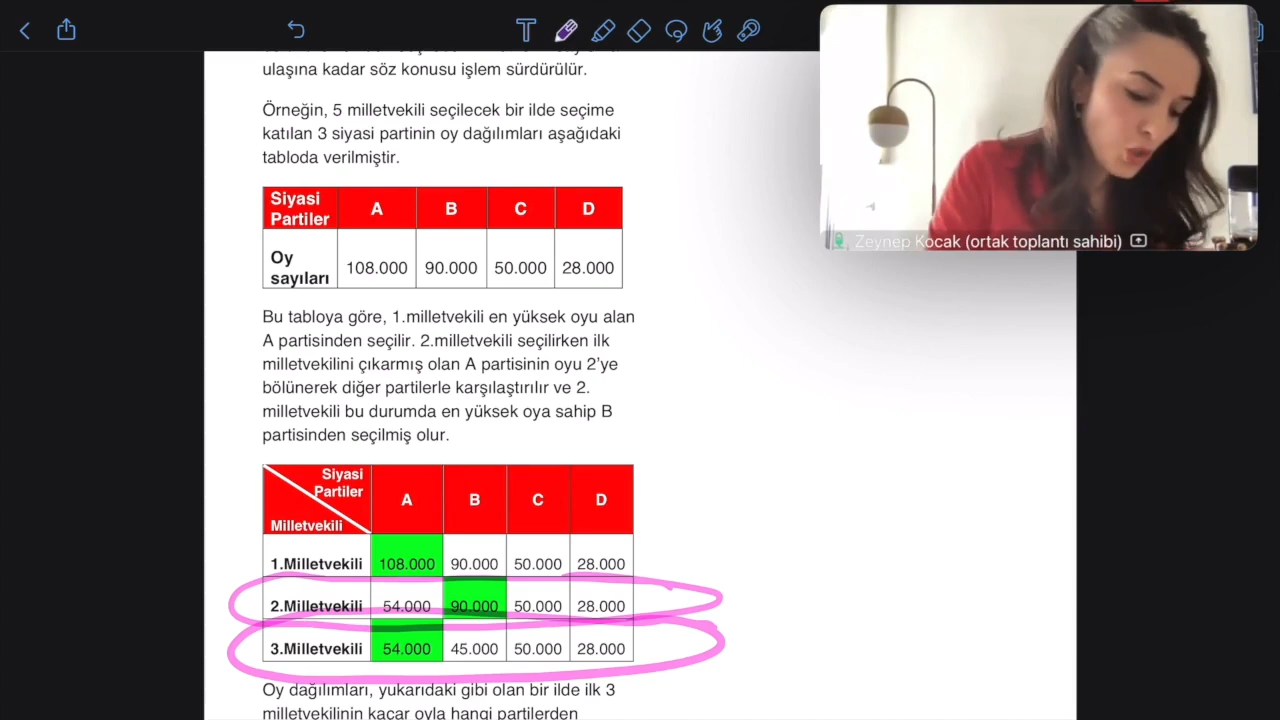 ulaşına kadar söz konusu işlem sürdürülür.
Örneğin, 5 milletvekili seçilecek bir ilde seçime
katılan 3 siyasi partinin oy dağılımları aşağıdaki
tabloda verilmiştir.
Siyasi Partiler A B C D
Oy sayıları 108.000 90.000 50.000 28.000
Bu tabloya göre, 1.milletvekili en yüksek oyu alan
A partisinden seçilir. 2.milletvekili seçilirken ilk
milletvekilini çıkarmış olan A partisinin oyu 2’ye
bölünerek diğer partilerle karşılaştırılır ve 2.
milletvekili bu durumda en yüksek oya sahip B
partisinden seçilmiş olur.
Siyasi Partiler Milletvekili A B C D
1.Milletvekili 108.000 90.000 50.000 28.000
2.Milletvekili 54.000 90.000 50.000 28.000
3.Milletvekili 54.000 45.000 50.000 28.000
Oy dağılımları, yukarıdaki gibi olan bir ilde ilk 3
milletvekilinin kaçar oyla hangi partilerden
Zeynep Kocak (ortak toplantı sahibi)